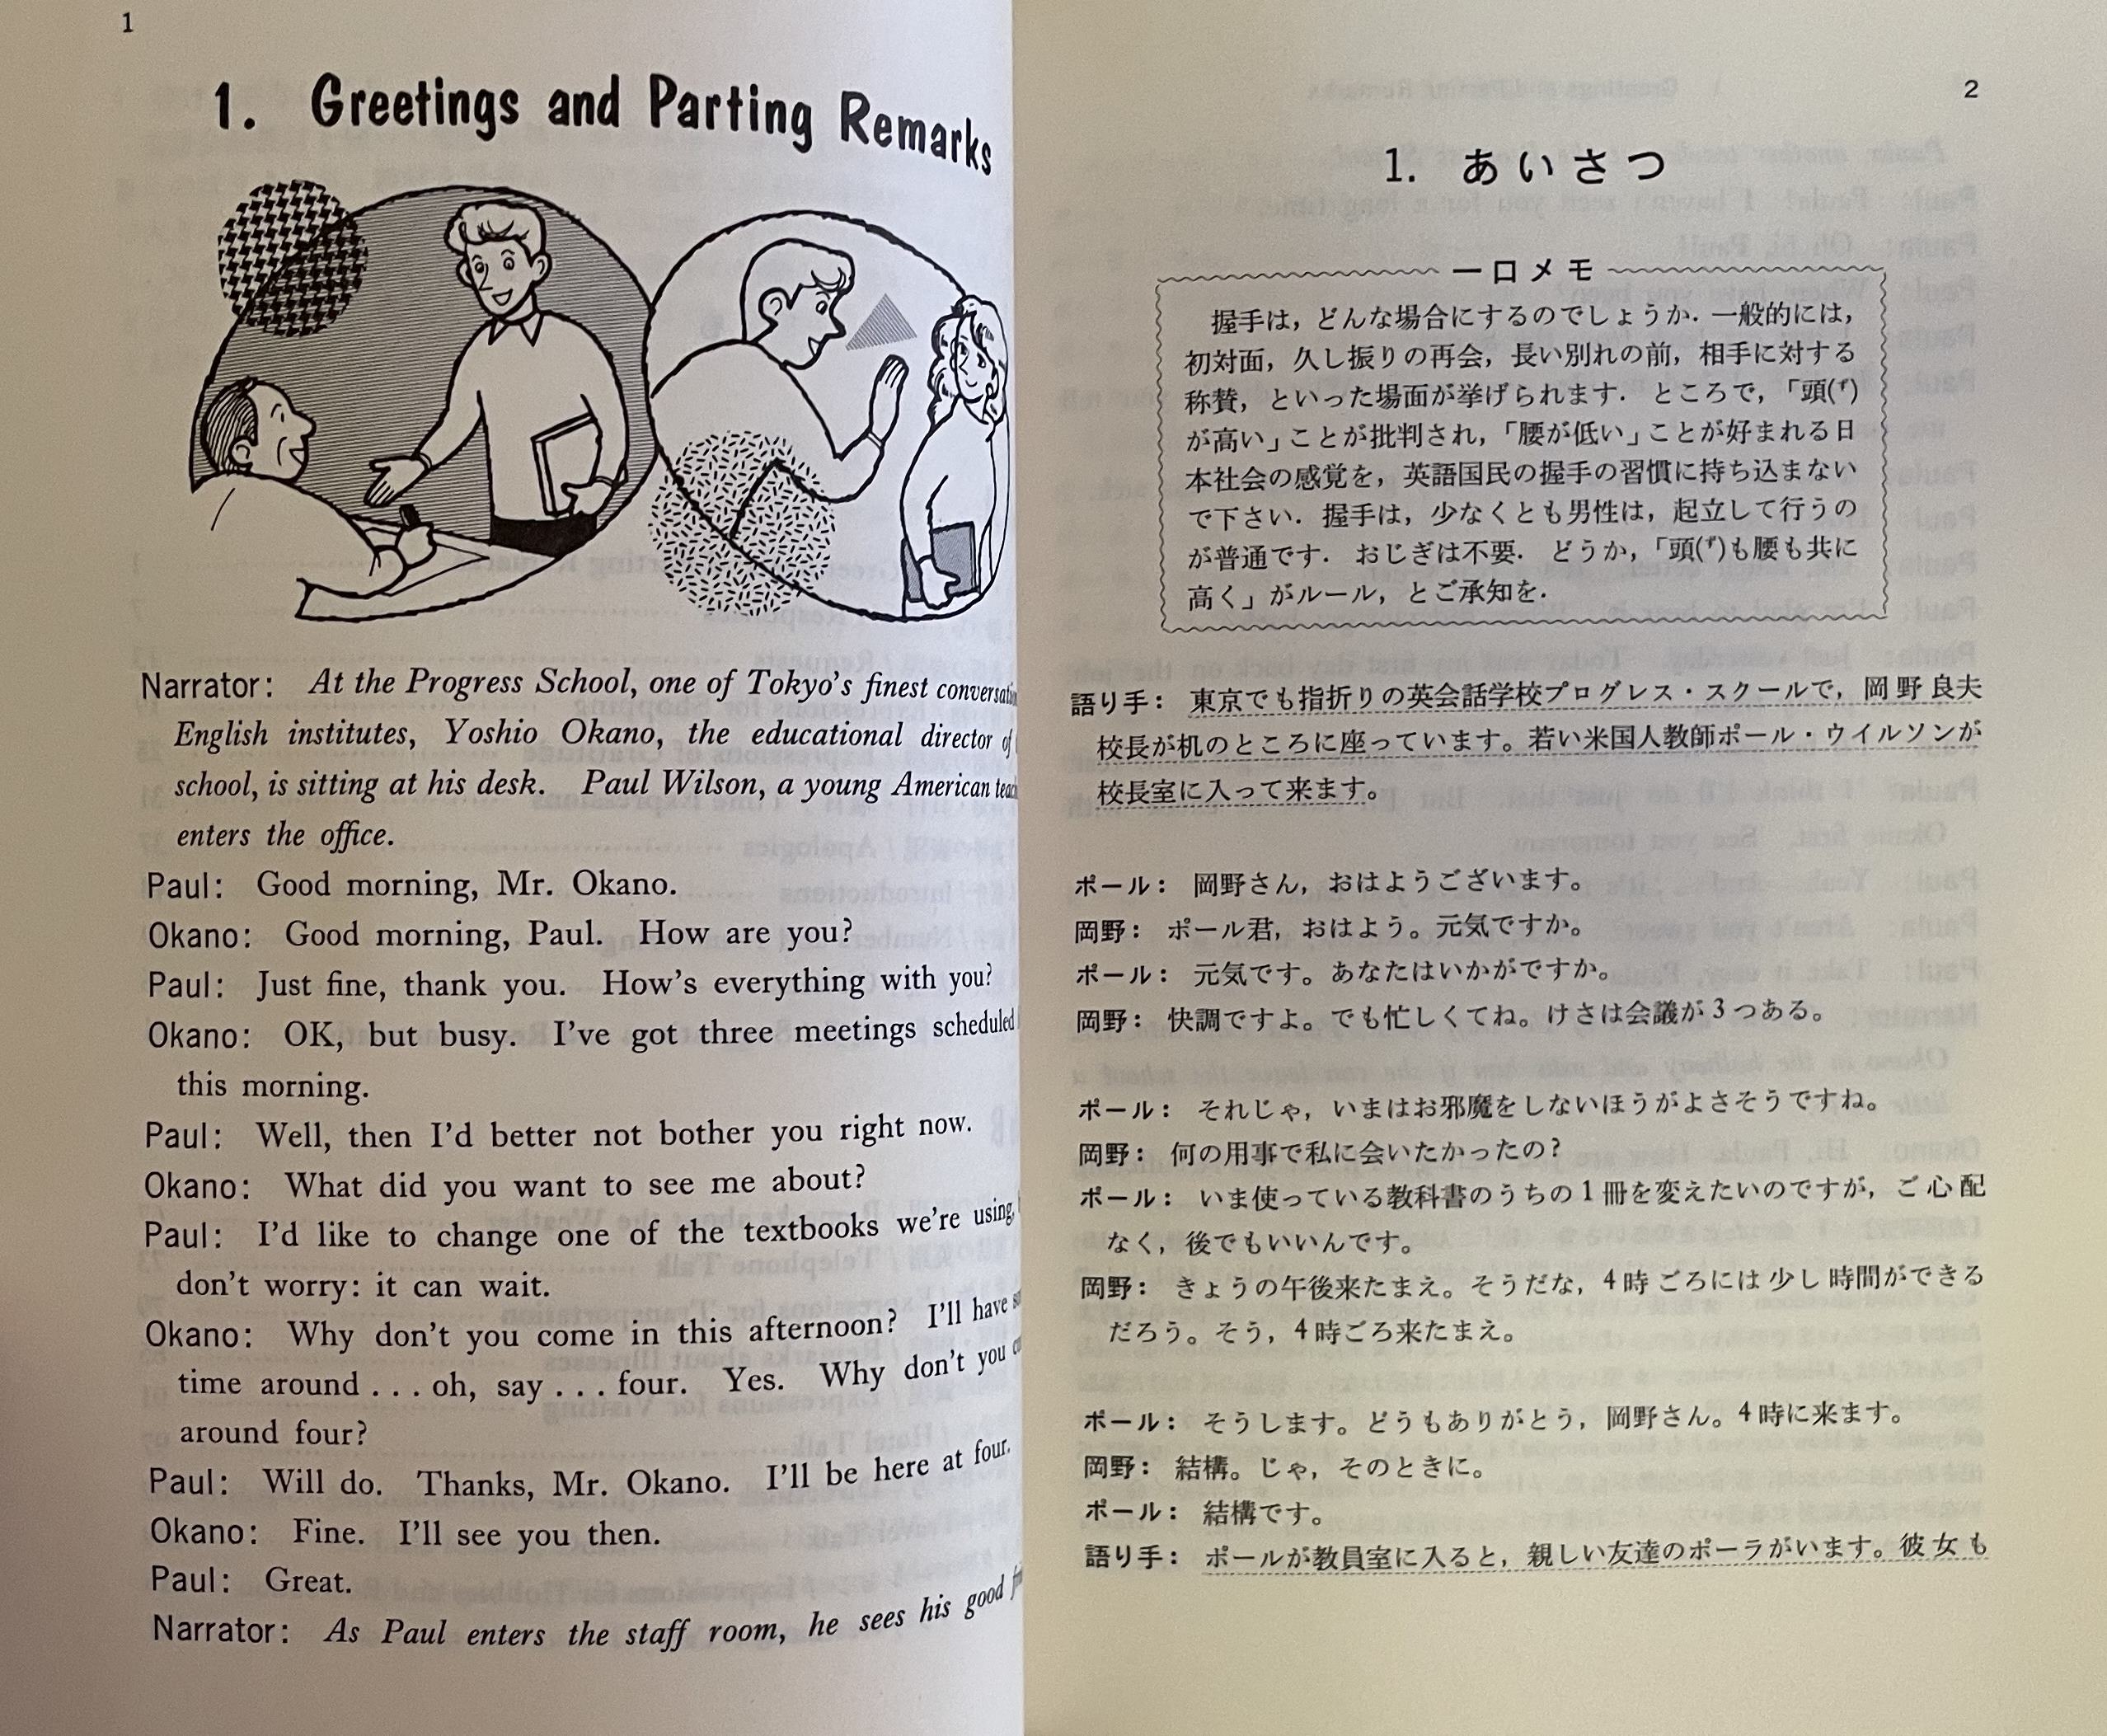 1
1. Greetings and Parting Remarks
Narrator: At the Progress School, one of Tokyo's finest
English institutes, Yoshio Okano, the educational director of
school, is sitting at his desk. Paul Wilson, a young American
enters the office.
Paul: Good morning, Mr. Okano.
Okano: Good morning, Paul. How are you?
Paul: Just fine, thank you. How's everything with you?
Okano: OK, but busy. I've got three meetings scheduled
this morning.
Paul: Well, then I'd better not bother you right now.
Okano: What did you want to see me about?
Paul: I'd like to change one of the textbooks we're using,
don't worry: it can wait.
Okano: Why don't you come in this afternoon? I'll have
time around . . . oh, say . . . four. Yes. Why don't you
around four?
Paul: Will do. Thanks, Mr. Okano. I'll be here at four.
Okano: Fine. I'll see you then.
Paul: Great.
Narrator: As Paul enters the staff room, he sees his good
2
1. あいさつ
一口メモ
握手は，どんな場合にするのでしょうか．一般的には，
初対面，久し振りの再会，長い別れの前，相手に対する
称賛，といった場面が挙げられます．ところで，「頭(ず)
が高い」ことが批判され，「腰が低い」ことが好まれる日
本社会の感覚を，英語国民の握手の習慣に持ち込まない
で下さい．握手は，少なくとも男性は，起立して行うの
が普通です．おじぎは不要．どうか，「頭(ず)も腰も共に
高く」がルール，とご承知を．
語り手： 東京でも指折りの英会話学校プログレス・スクールで，岡野良夫
校長が机のところに座っています。若い米国人教師ポール・ウイルソンが
校長室に入って来ます。
ポール： 岡野さん，おはようございます。
岡野： ポール君，おはよう。元気ですか。
ポール： 元気です。あなたはいかがですか。
岡野： 快調ですよ。でも忙しくてね。けさは会議が3つある。
ポール： それじゃ，いまはお邪魔をしないほうがよさそうですね。
岡野： 何の用事で私に会いたかったの？
ポール： いま使っている教科書のうちの1冊を変えたいのですが，ご心配
なく，後でもいいんです。
岡野： きょうの午後来たまえ。そうだな，4時ごろには少し時間ができる
だろう。そう，4時ごろ来たまえ。
ポール： そうします。どうもありがとう，岡野さん。4時に来ます。
岡野： 結構。じゃ，そのときに。
ポール： 結構です。
語り手： ポールが教員室に入ると，親しい友達のポーラがいます。彼女も